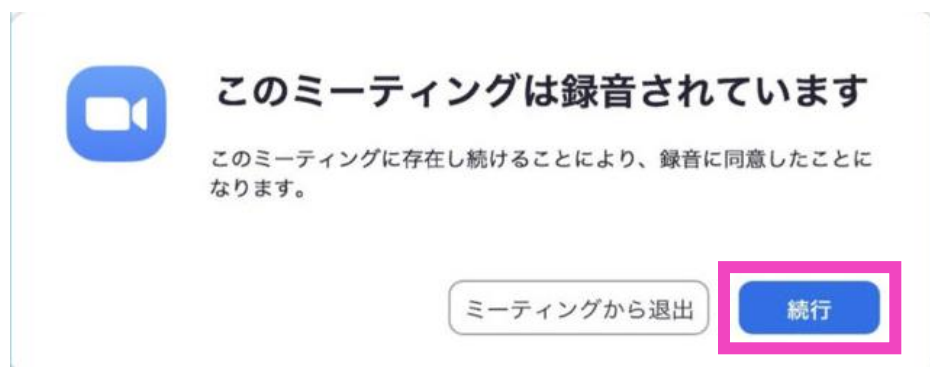 このミーティングは録音されています
このミーティングに存在し続けることにより、録音に同意したことに
なります。
ミーティングから退出
続行